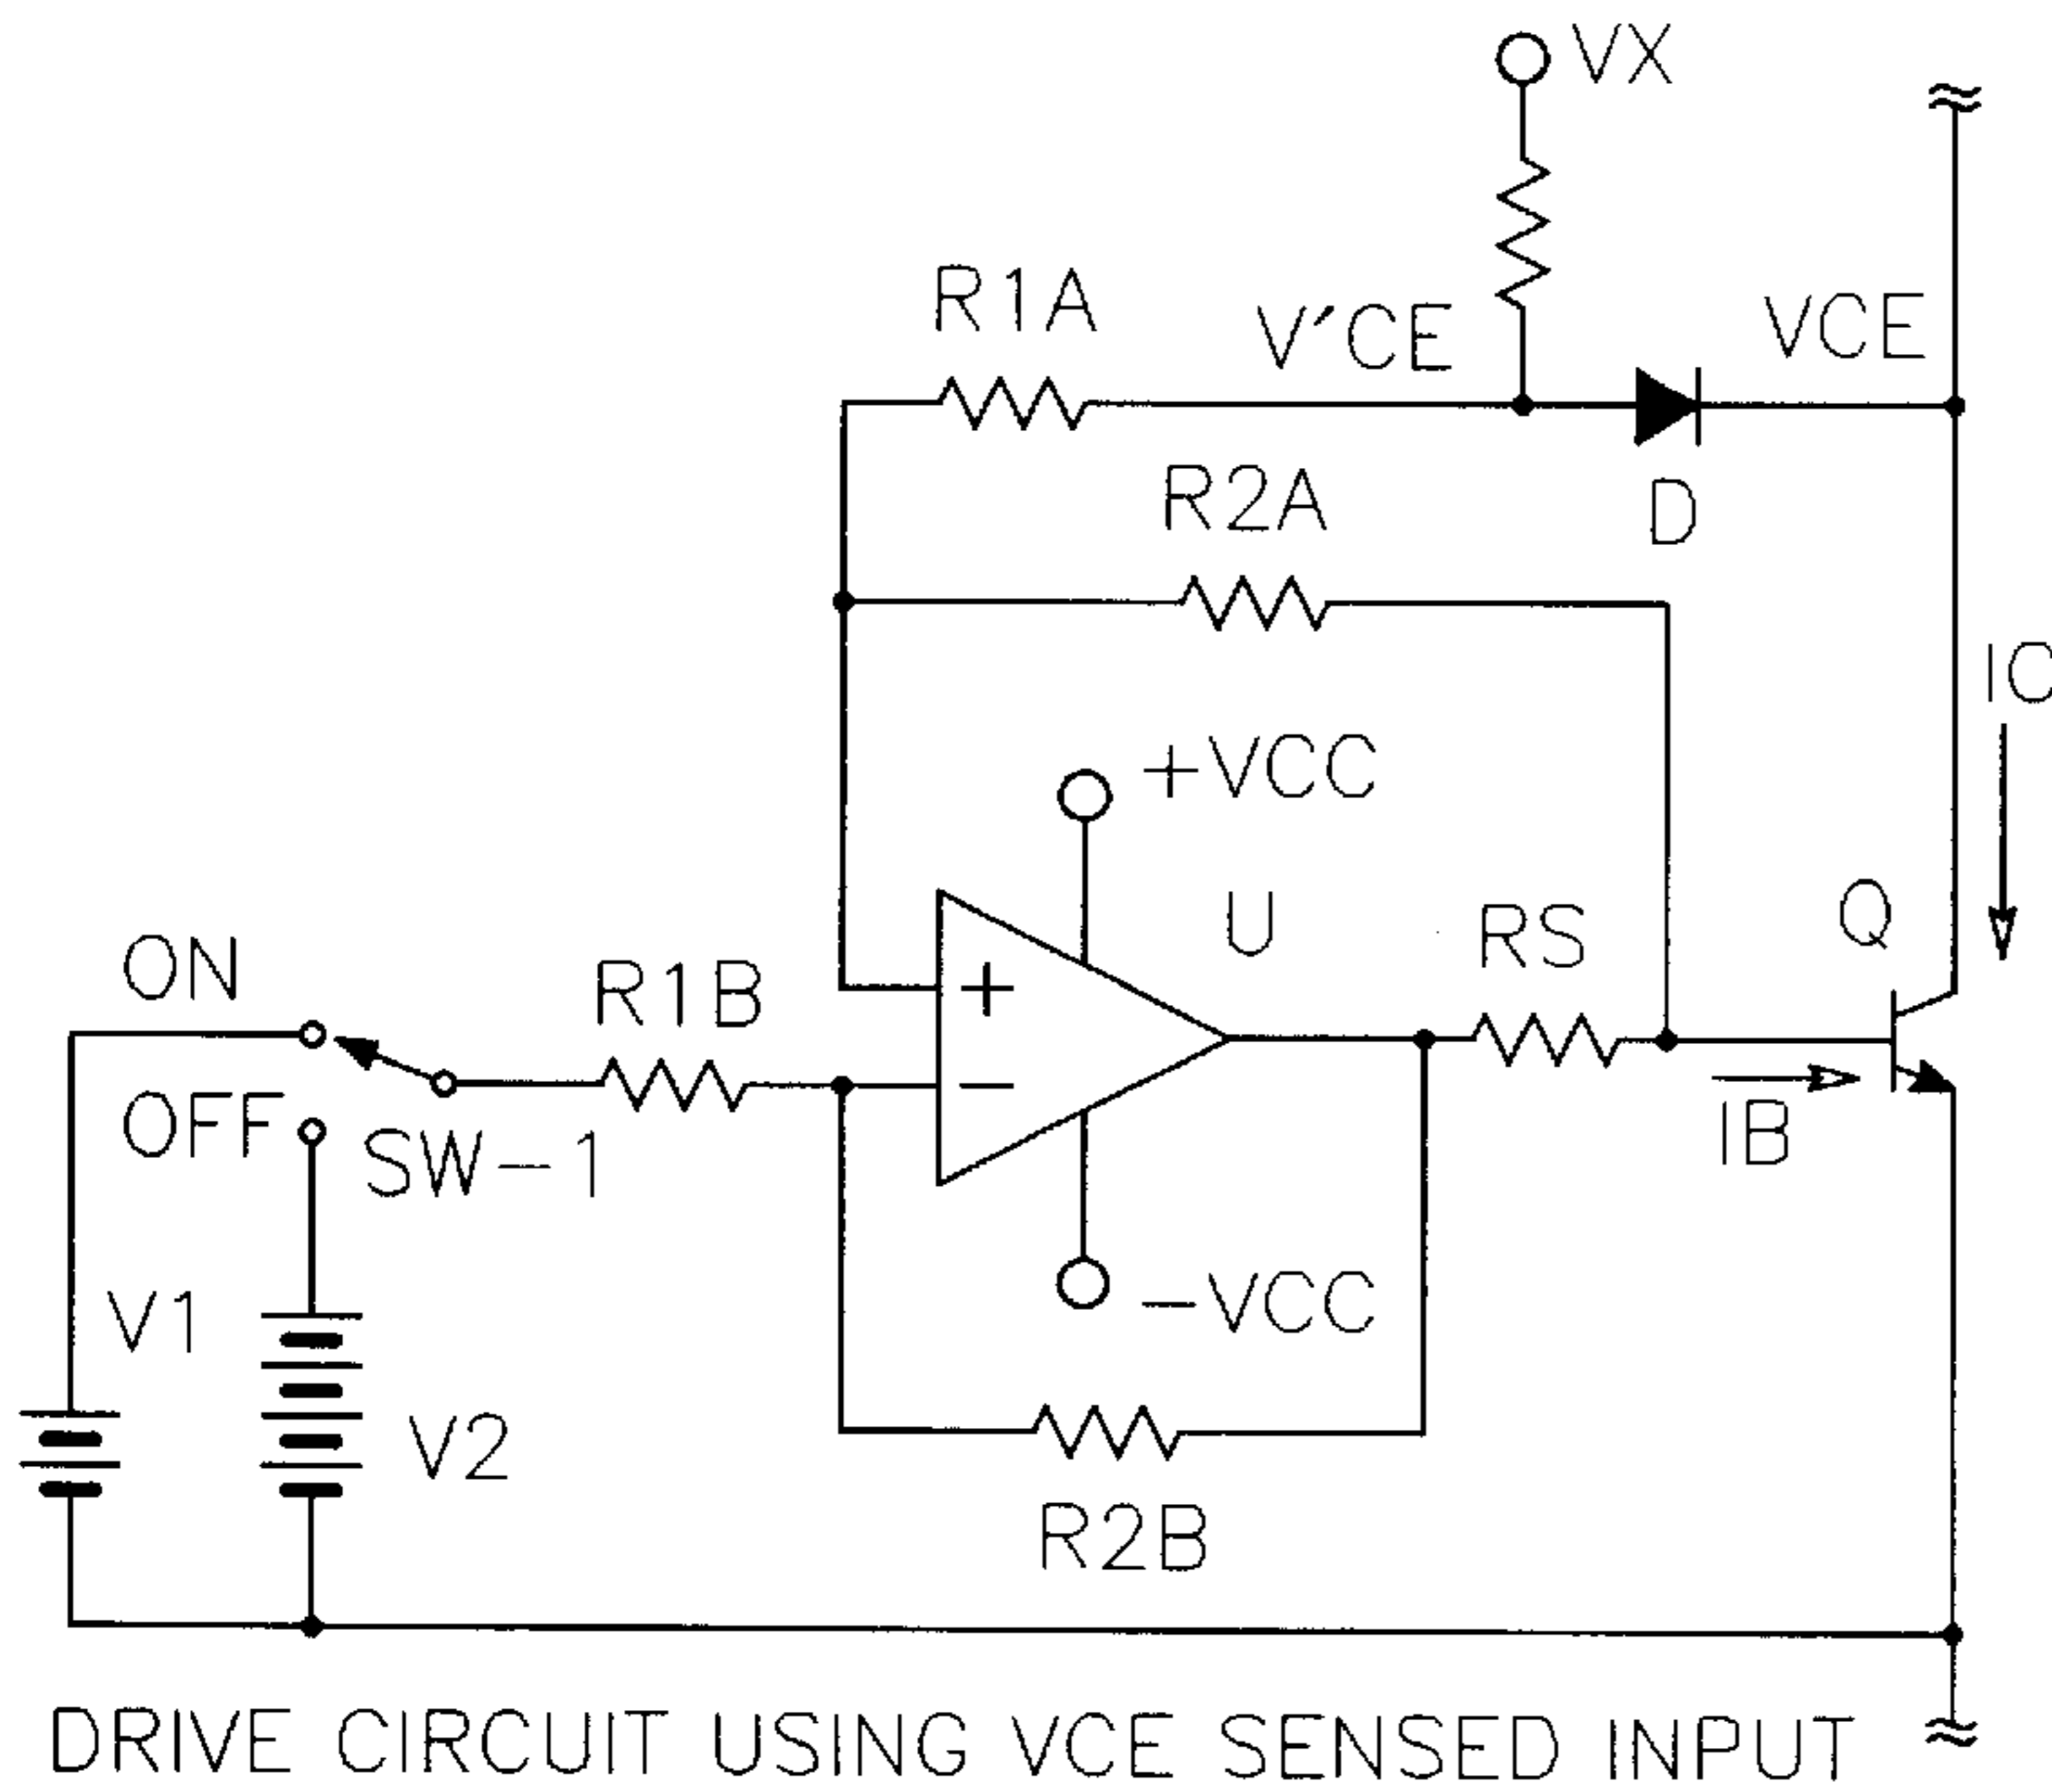 VX
R1A
V'CE
VCE
R2A
D
IC
+VCC
U
RS
Q
ON
R1B
+
OFF
−
SW-1
IB
V1
-VCC
V2
R2B
DRIVE CIRCUIT USING VCE SENSED INPUT